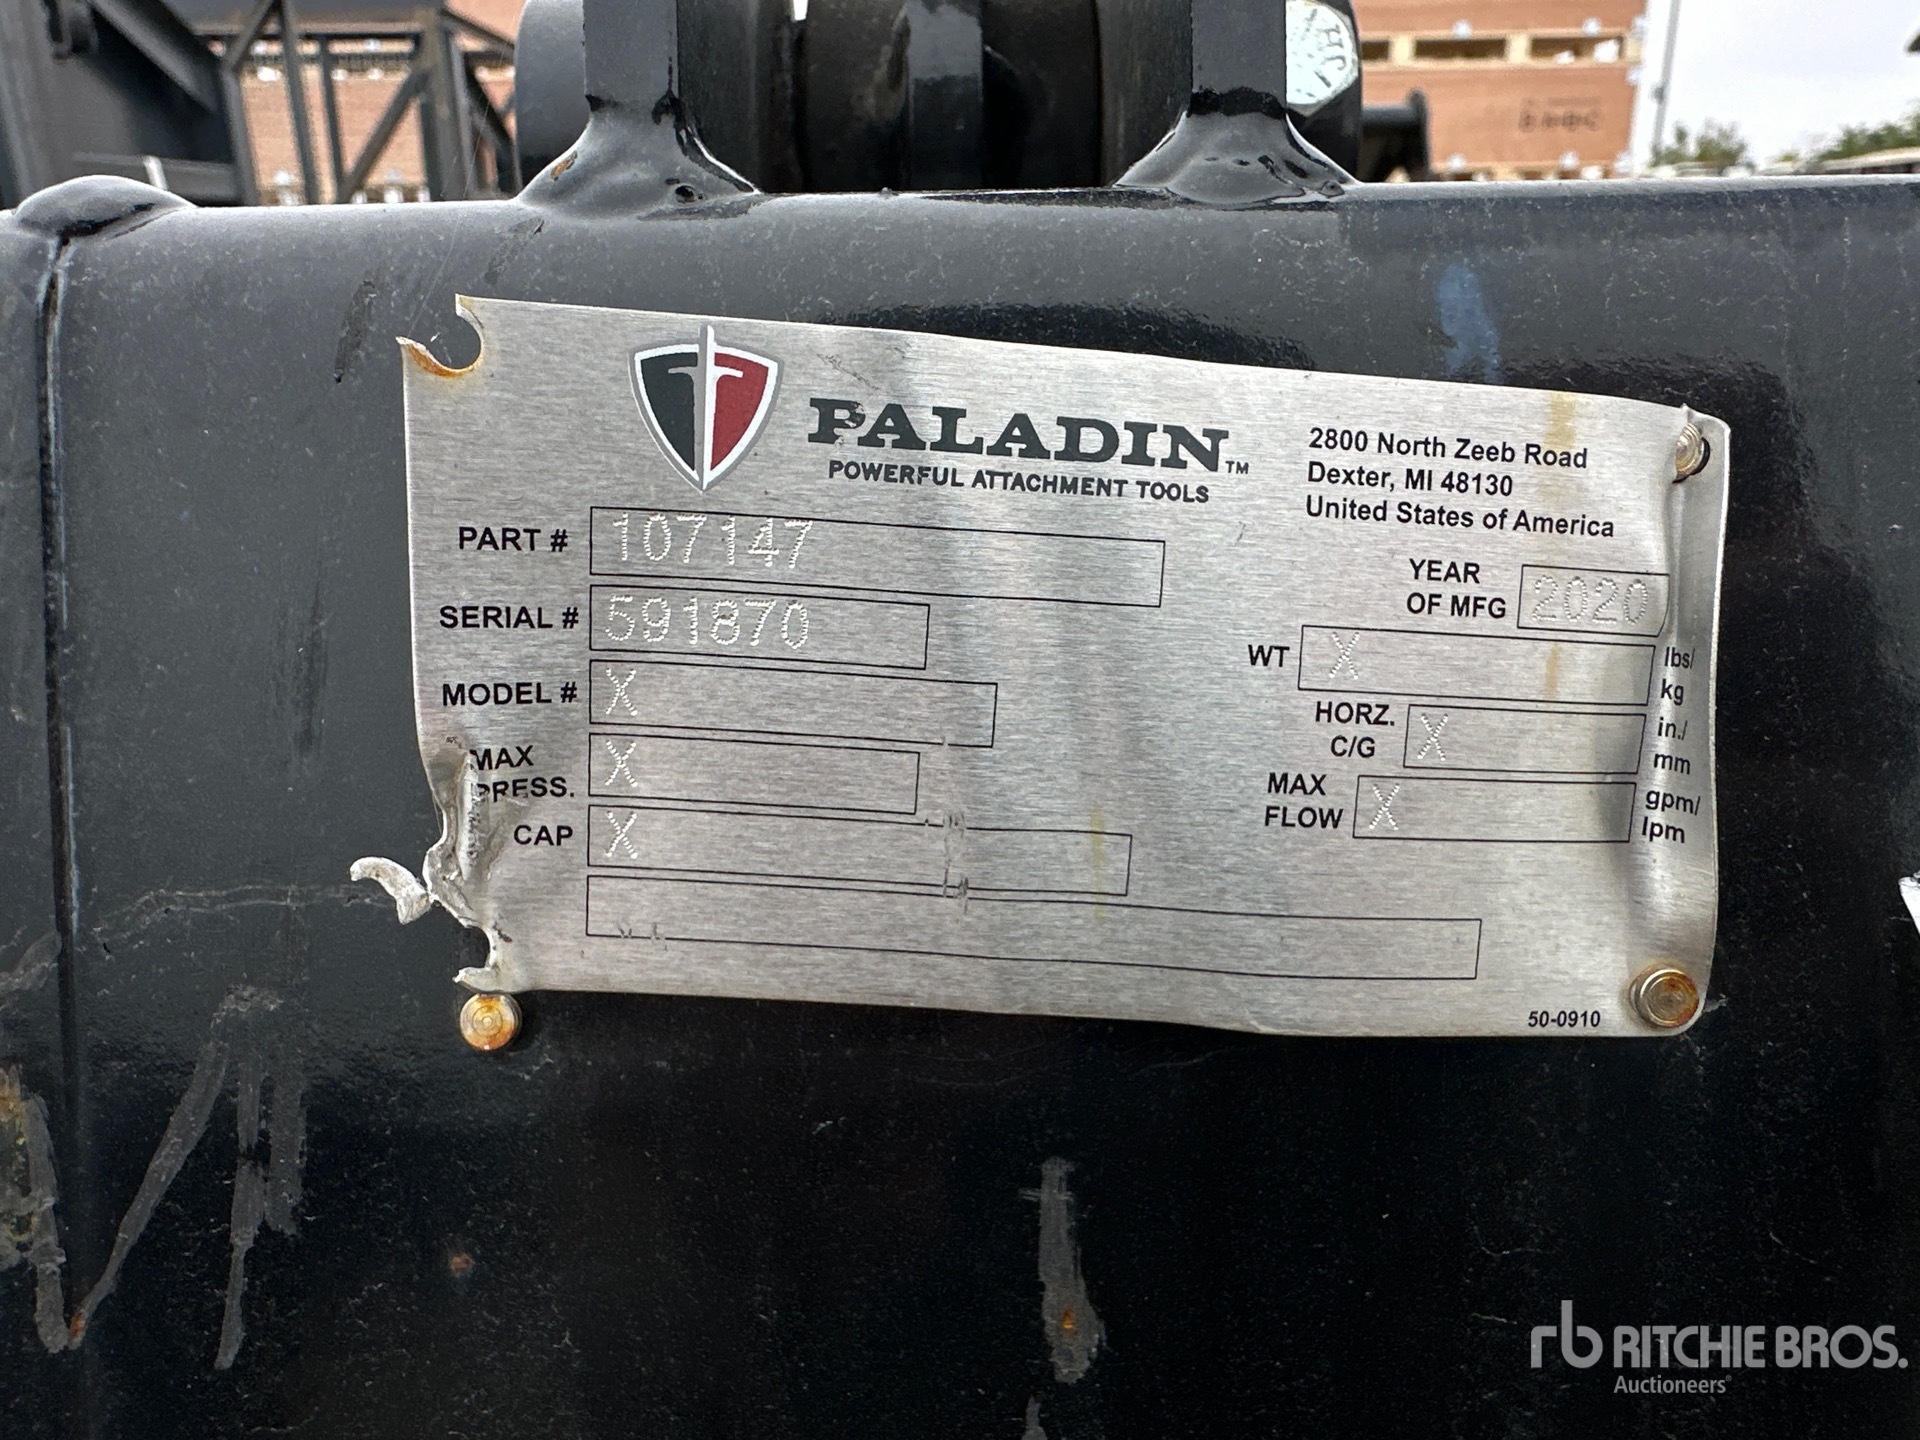 PALADIN™
POWERFUL ATTACHMENT TOOLS
2800 North Zeeb Road
Dexter, MI 48130
United States of America
PART # 107147
SERIAL # 591870
MODEL # X
MAX PRESS. X
CAP X
YEAR OF MFG 2020
WT X lbs/ kg
HORZ. C/G X in./ mm
MAX FLOW X gpm/ lpm
50-0910
JH
rb RITCHIE BROS.
Auctioneers®